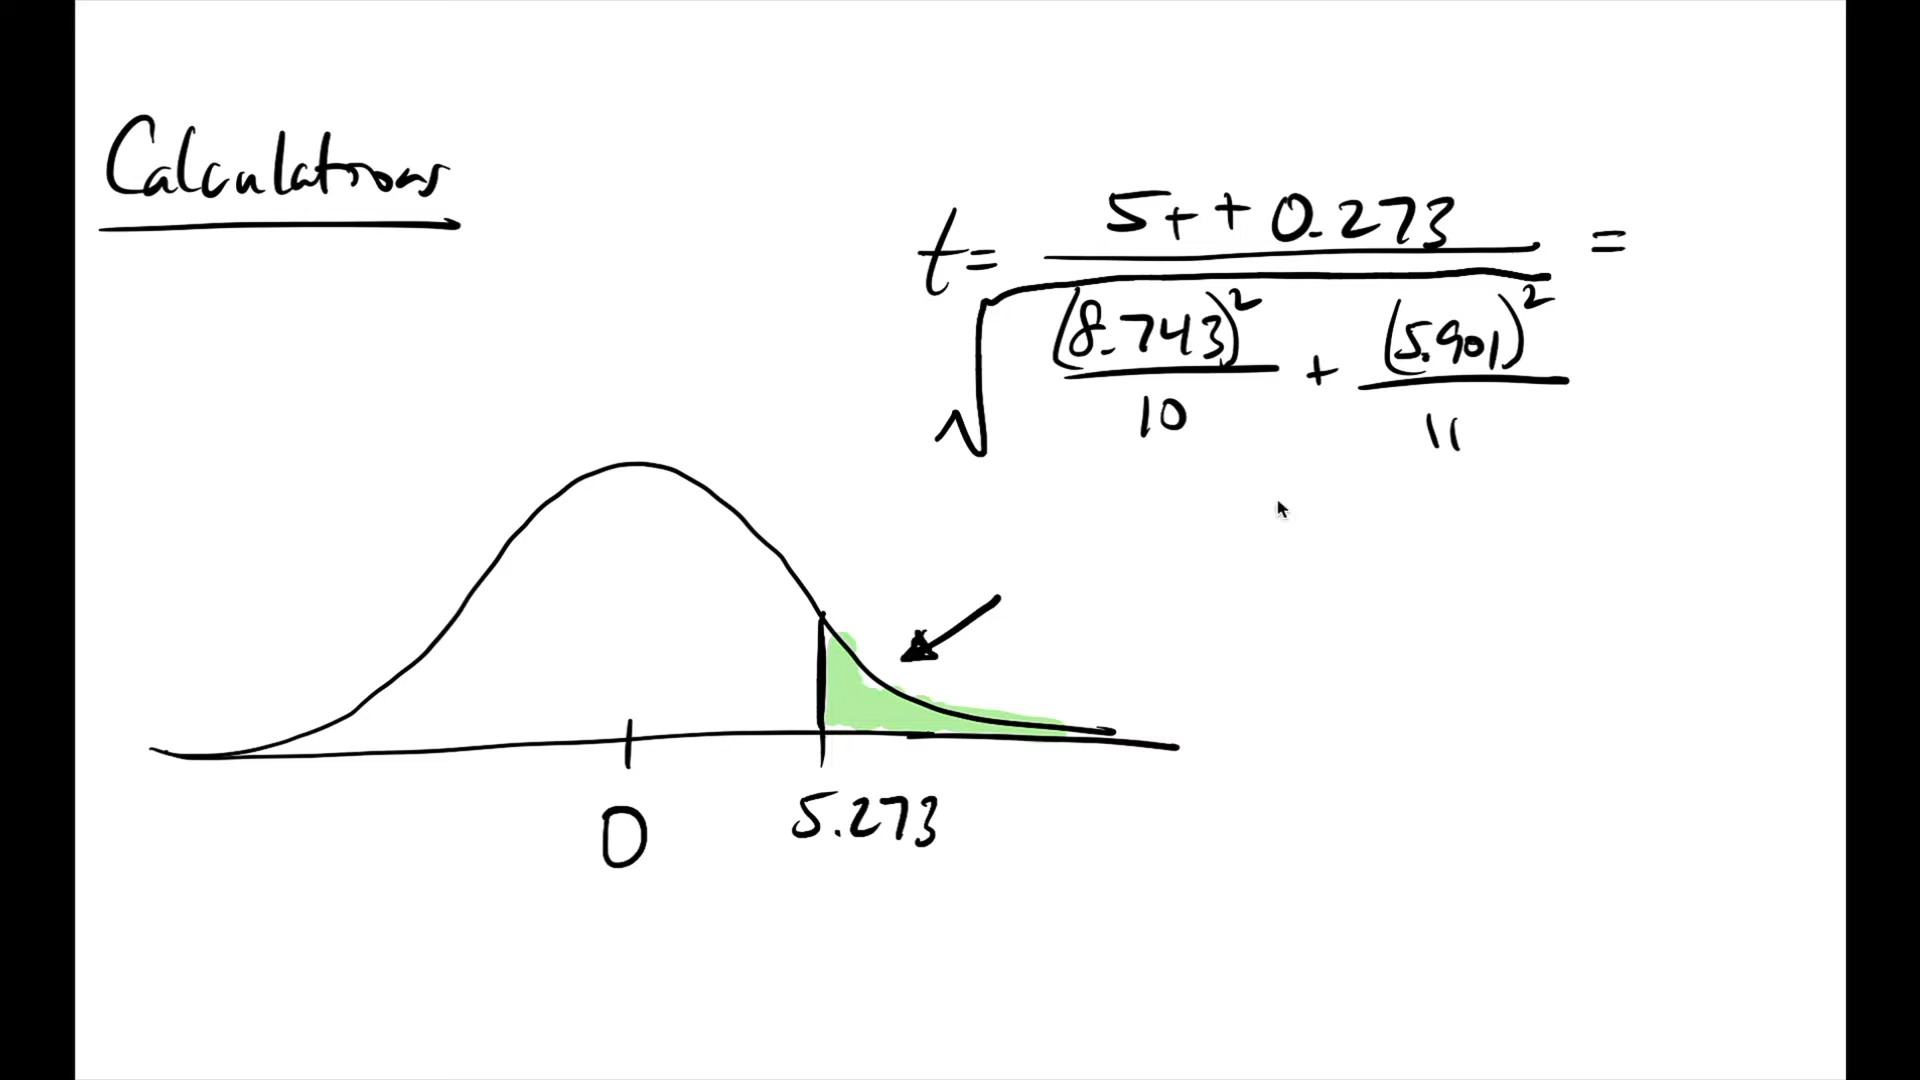 Calculations
t = 5+ + 0.273 =
√ (8.743)² / 10 + (5.901)² / 11
0 5.273